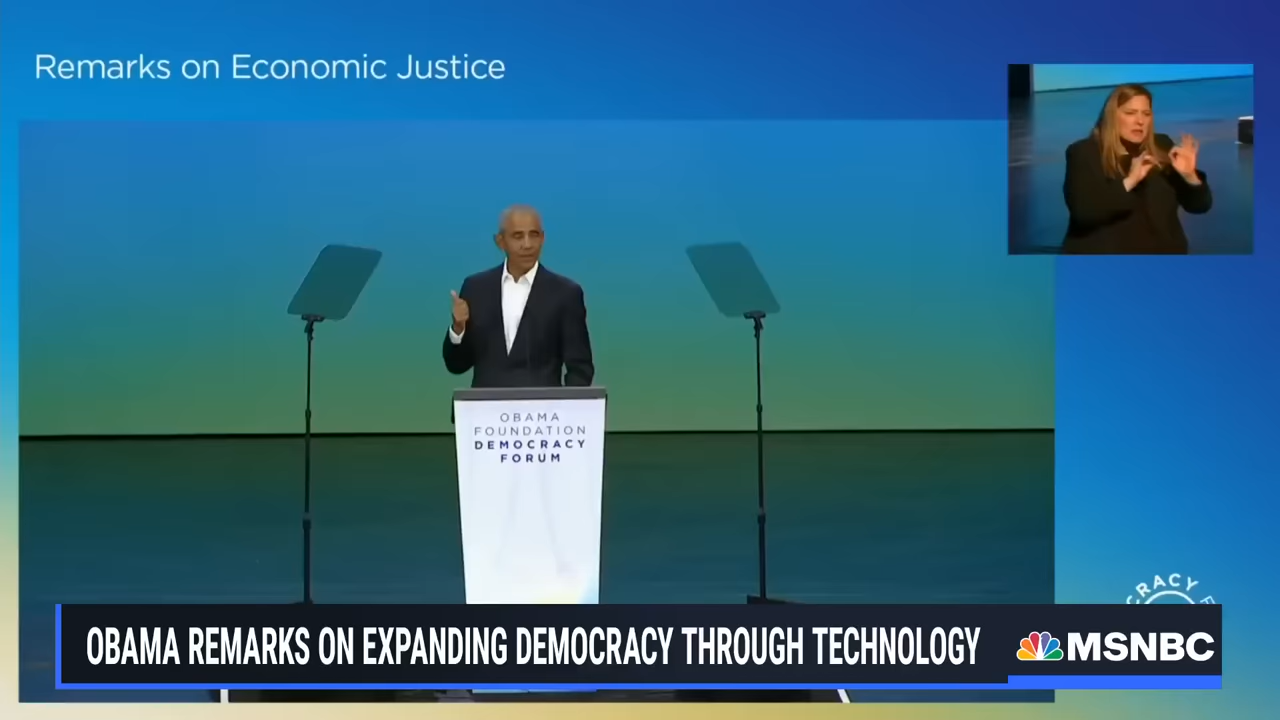 Remarks on Economic Justice
OBAMA
FOUNDATION
DEMOCRACY
FORUM
OBAMA REMARKS ON EXPANDING DEMOCRACY THROUGH TECHNOLOGY
MSNBC